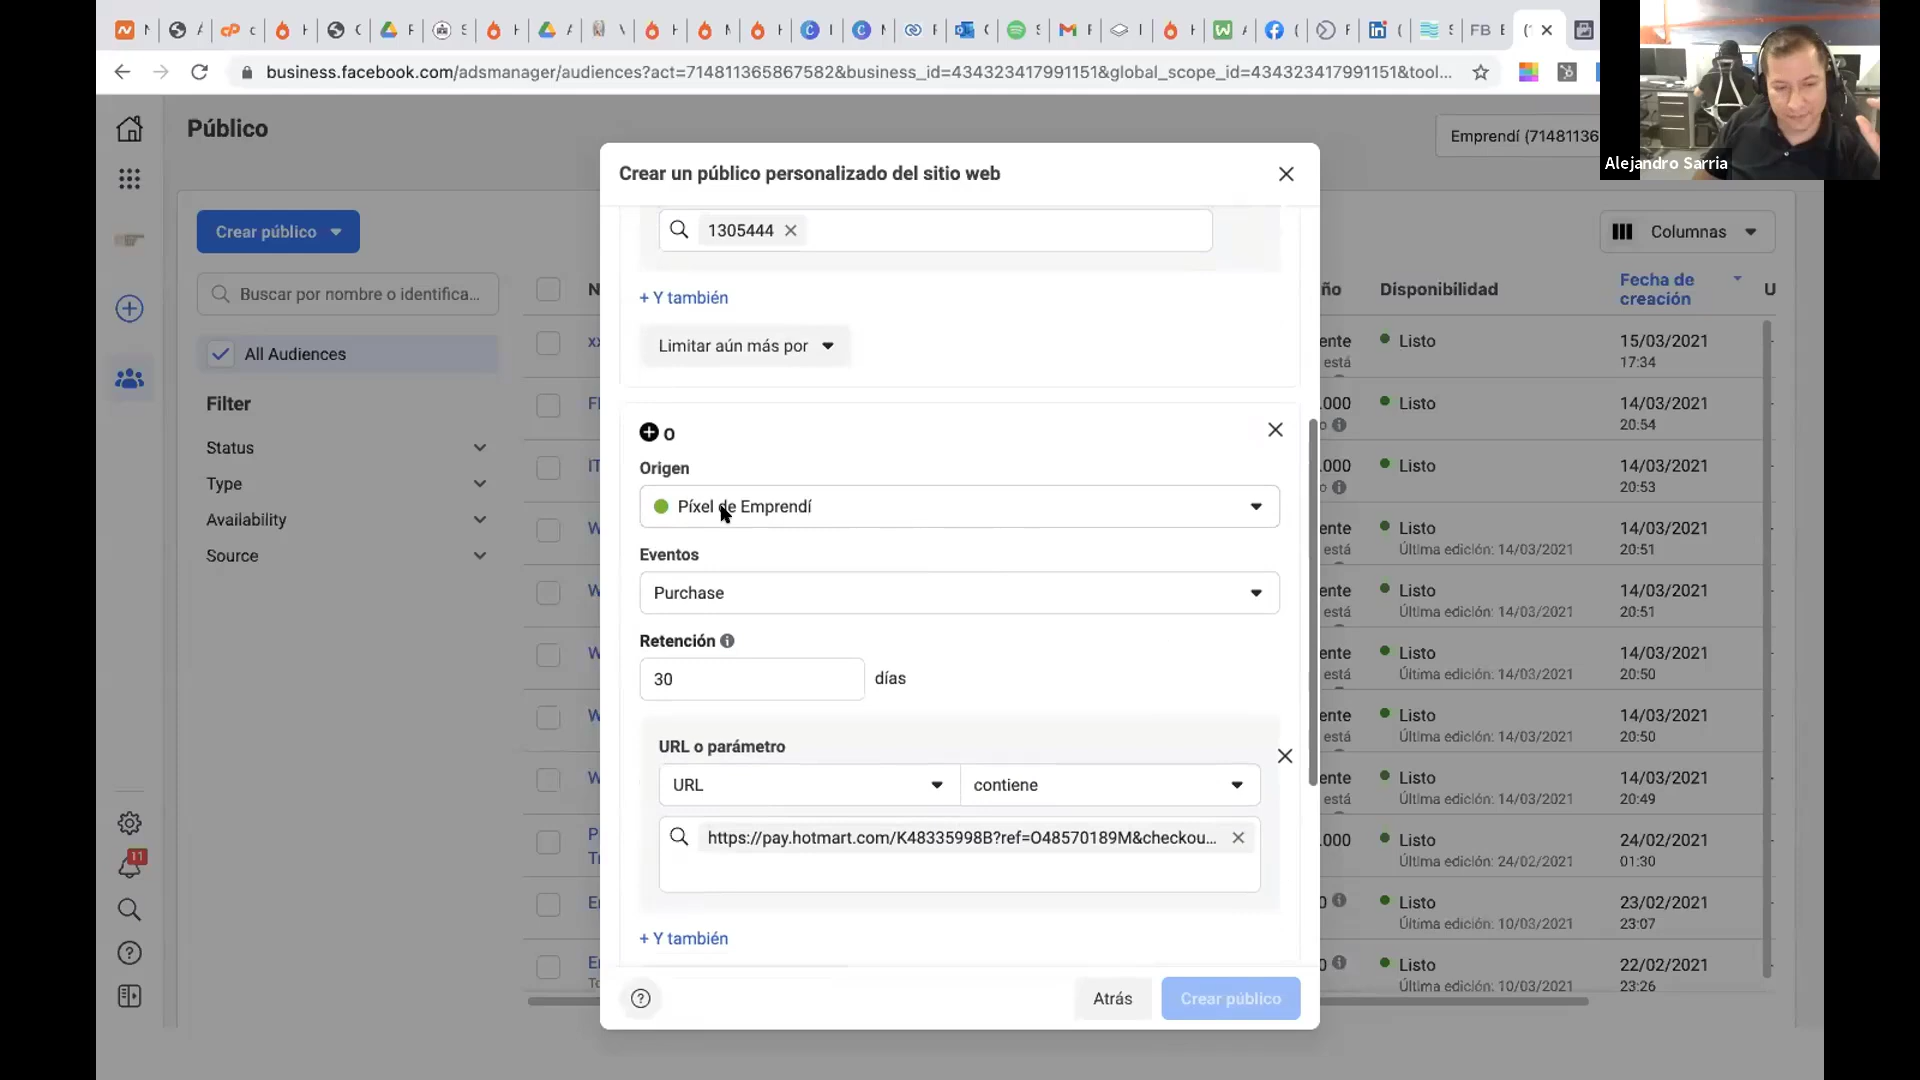 business.facebook.com/adsmanager/audiences?act=714811365867582&business_id=434323417991151&global_scope_id=434323417991151&tool...
Alejandro Sarria
Público
Emprendí (71481136
Crear público
Columnas
Buscar por nombre o identifica...
All Audiences
Filter
Status
Type
Availability
Source
11
Crear un público personalizado del sitio web
1305444
+ Y también
Limitar aún más por
O
Origen
Píxel de Emprendí
Eventos
Purchase
Retención
30 días
URL o parámetro
URL contiene
https://pay.hotmart.com/K48335998B?ref=O48570189M&checkou...
+ Y también
Atrás
Crear público
Disponibilidad
Fecha de
creación
Listo 15/03/2021
17:34
Listo 14/03/2021
20:54
Listo 14/03/2021
20:53
Listo 14/03/2021
Última edición: 14/03/2021 20:51
Listo 14/03/2021
Última edición: 14/03/2021 20:51
Listo 14/03/2021
Última edición: 14/03/2021 20:50
Listo 14/03/2021
Última edición: 14/03/2021 20:50
Listo 14/03/2021
Última edición: 14/03/2021 20:49
Listo 24/02/2021
Última edición: 24/02/2021 01:30
Listo 23/02/2021
Última edición: 10/03/2021 23:07
Listo 22/02/2021
Última edición: 10/03/2021 23:26